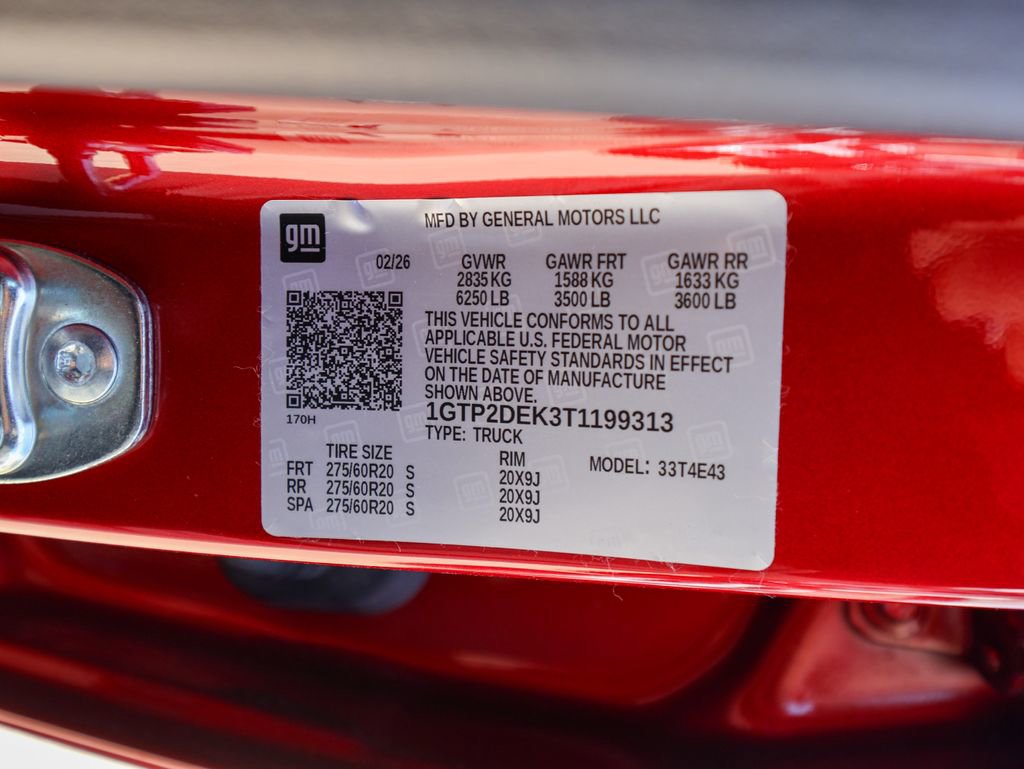 gm
MFD BY GENERAL MOTORS LLC
02/26 GVWR GAWR FRT GAWR RR
2835 KG 1588 KG 1633 KG
6250 LB 3500 LB 3600 LB
THIS VEHICLE CONFORMS TO ALL
APPLICABLE U.S. FEDERAL MOTOR
VEHICLE SAFETY STANDARDS IN EFFECT
ON THE DATE OF MANUFACTURE
SHOWN ABOVE.
170H
1GTP2DEK3T1199313
TYPE: TRUCK
TIRE SIZE RIM MODEL: 33T4E43
FRT 275/60R20 S 20X9J
RR 275/60R20 S 20X9J
SPA 275/60R20 S 20X9J